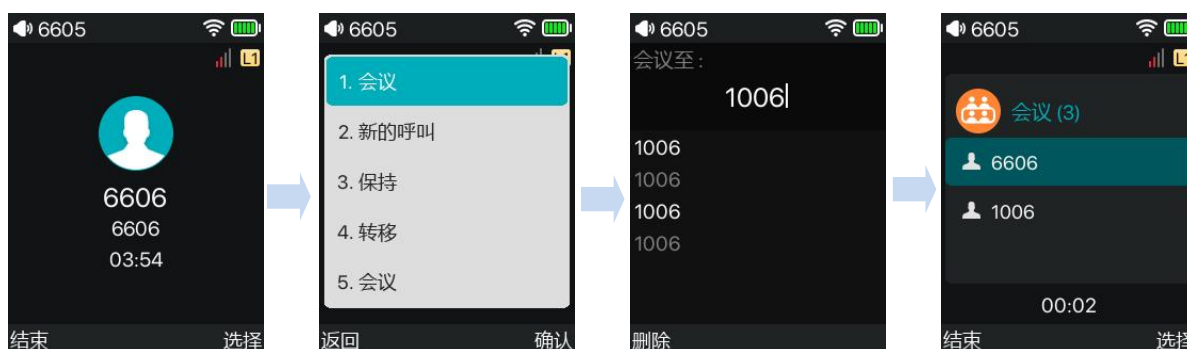 6605
L1
6606
6606
03:54
结束 选择
6605
1. 会议
2. 新的呼叫
3. 保持
4. 转移
5. 会议
返回 确认
6605
会议至:
1006
1006
1006
1006
1006
删除
6605
会议 (3)
6606
1006
00:02
结束 选择